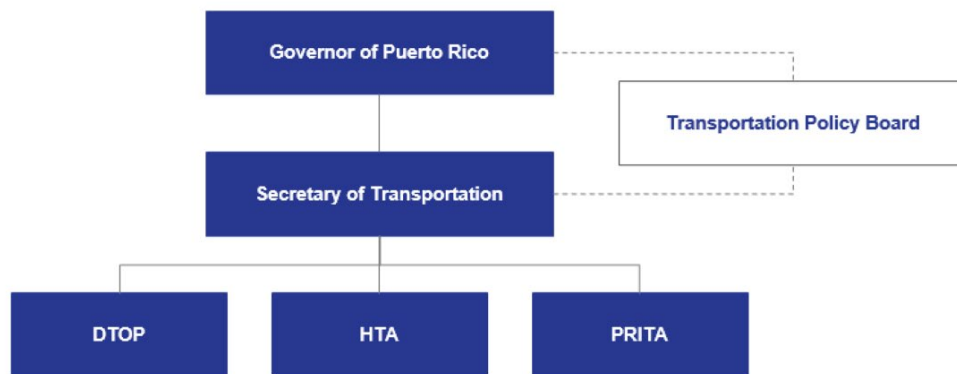 Governor of Puerto Rico
Transportation Policy Board
Secretary of Transportation
DTOP
HTA
PRITA